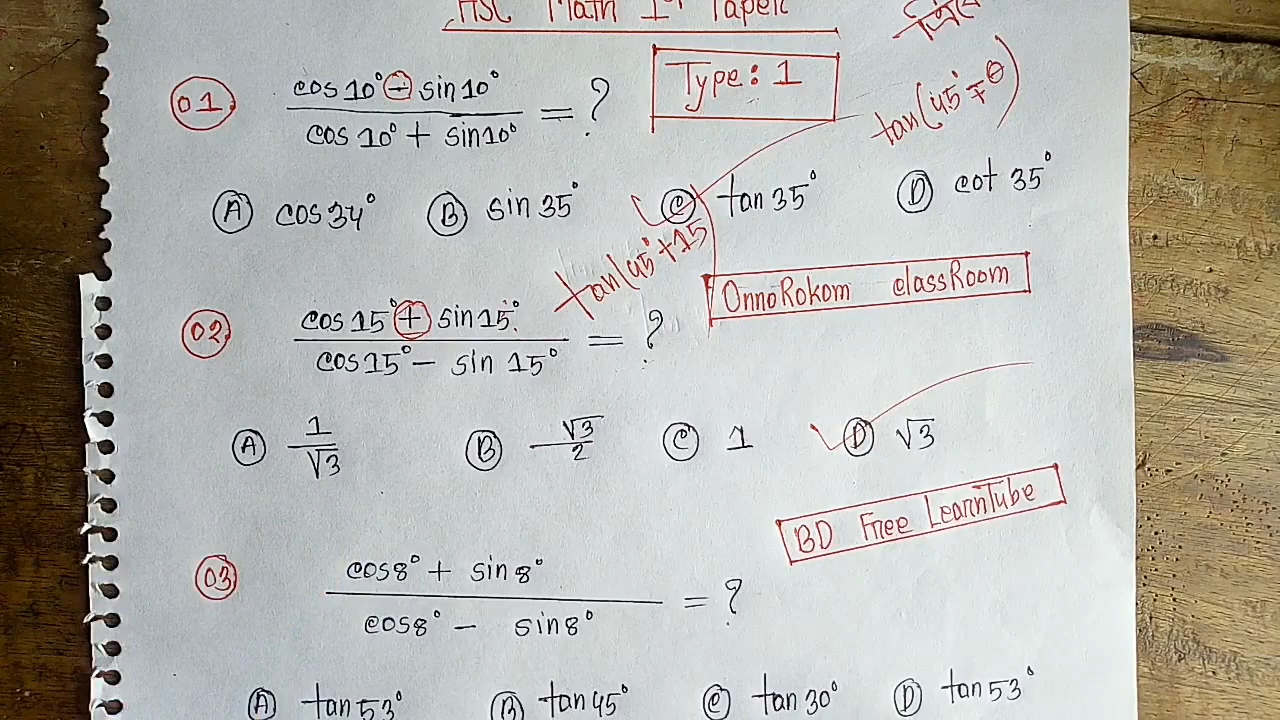 HSC Math 1st Paper
Type: 1
tan(45° ∓ θ)
01 (cos10° - sin10°)/(cos10° + sin10°) = ?
A cos34° B sin35° C tan35° D cot35°
tan(45°+15
OnnoRokom classRoom
02. (cos15° + sin15°)/(cos15° - sin15°) = ?
A 1/√3 B -√3/2 C 1 D √3
BD Free LearnTube
03 (cos8° + sin8°)/(cos8° - sin8°) = ?
A tan53° B tan45° C tan30° D tan53°